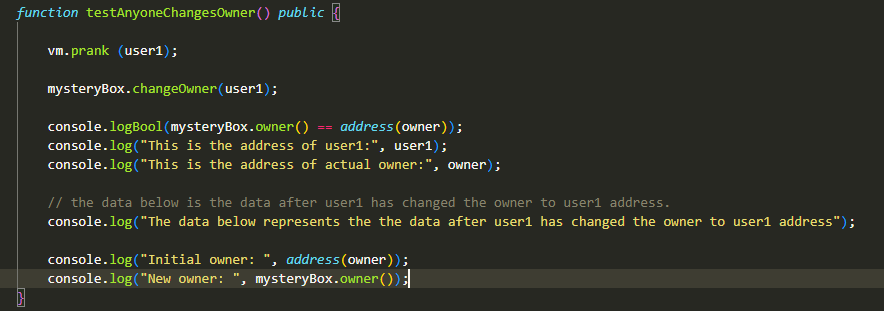 function testAnyoneChangesOwner() public {
vm.prank (user1);
mysteryBox.changeOwner(user1);
console.logBool(mysteryBox.owner() == address(owner));
console.log("This is the address of user1:", user1);
console.log("This is the address of actual owner:", owner);
// the data below is the data after user1 has changed the owner to user1 address.
console.log("The data below represents the the data after user1 has changed the owner to user1 address");
console.log("Initial owner: ", address(owner));
console.log("New owner: ", mysteryBox.owner());
}